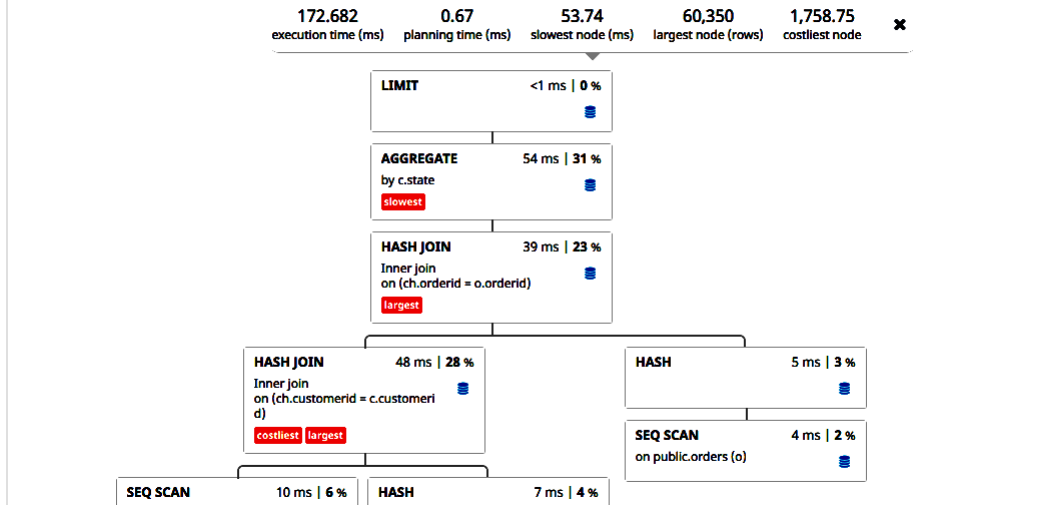 172.682 0.67 53.74 60,350 1,758.75
execution time (ms) planning time (ms) slowest node (ms) largest node (rows) costliest node
LIMIT <1 ms | 0 %
AGGREGATE 54 ms | 31 %
by c.state
slowest
HASH JOIN 39 ms | 23 %
Inner join
on (ch.orderid = o.orderid)
largest
HASH JOIN 48 ms | 28 %
Inner join
on (ch.customerid = c.customeri
d)
costliest largest
HASH 5 ms | 3 %
SEQ SCAN 4 ms | 2 %
on public.orders (o)
SEQ SCAN 10 ms | 6 %
HASH 7 ms | 4 %